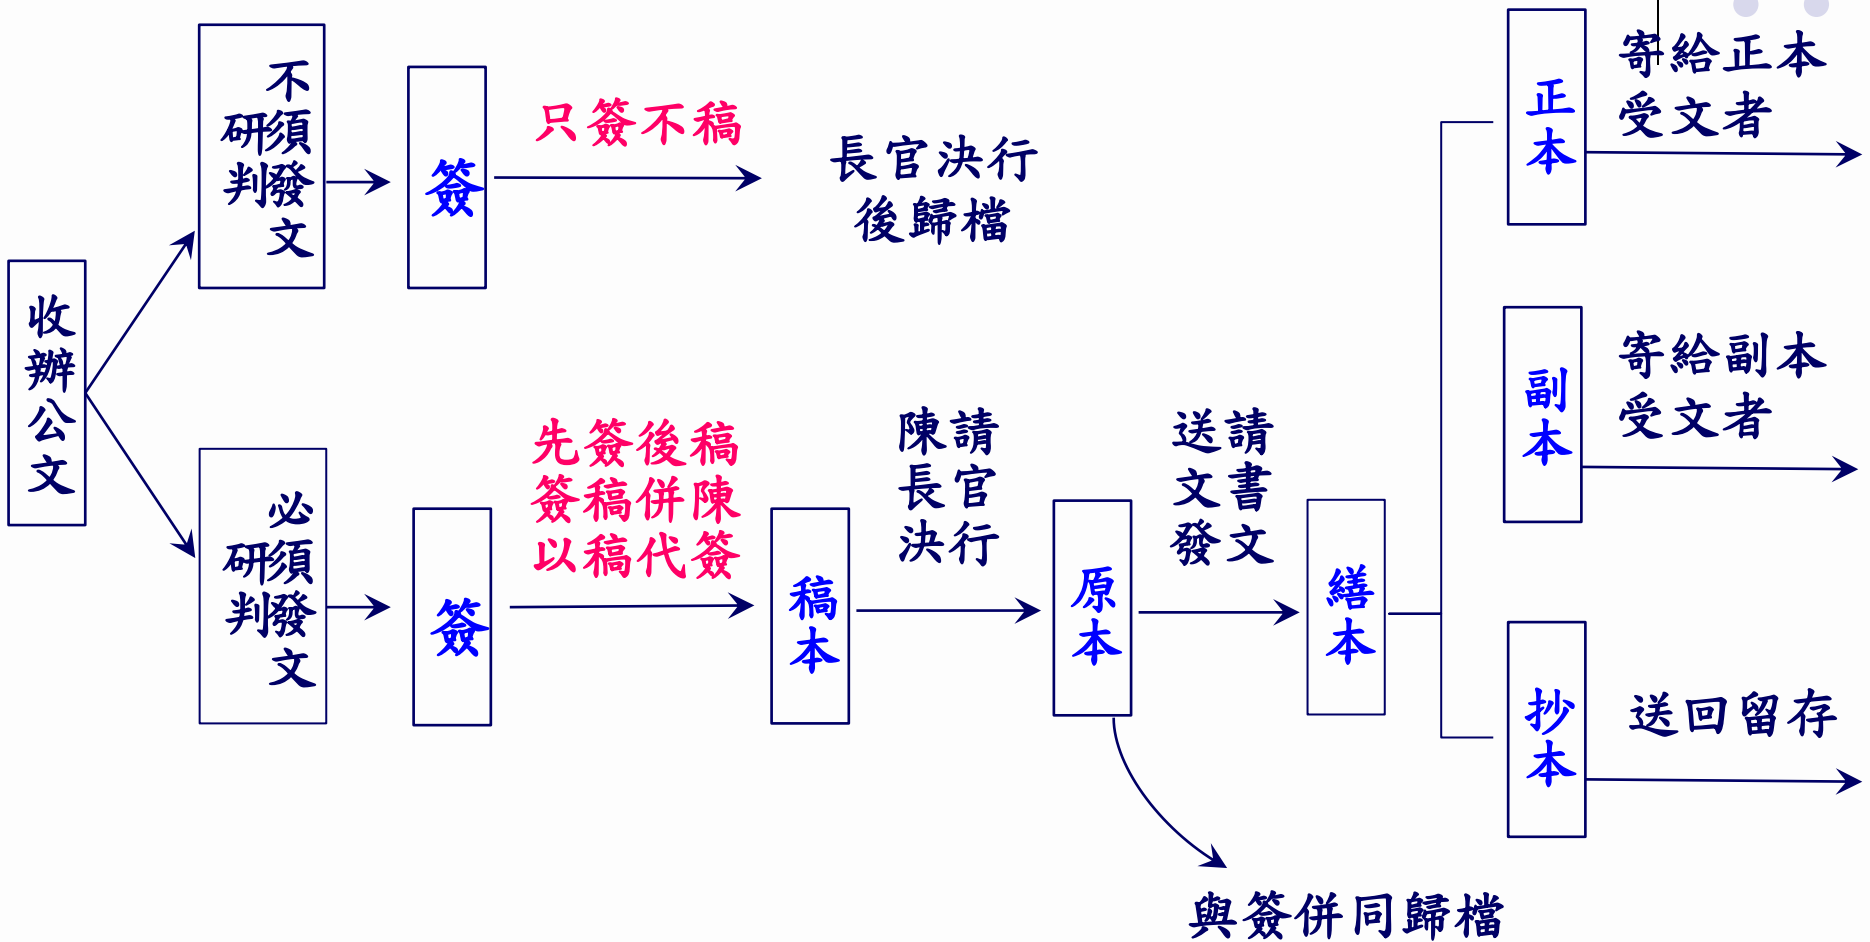 收辦公文
研判
不須發文
簽
只簽不稿
長官決行
後歸檔
研判
必須發文
簽
先簽後稿
簽稿併陳
以稿代簽
稿本
陳請
長官
決行
原本
與簽併同歸檔
送請
文書
發文
繕本
正本
寄給正本
受文者
副本
寄給副本
受文者
抄本
送回留存